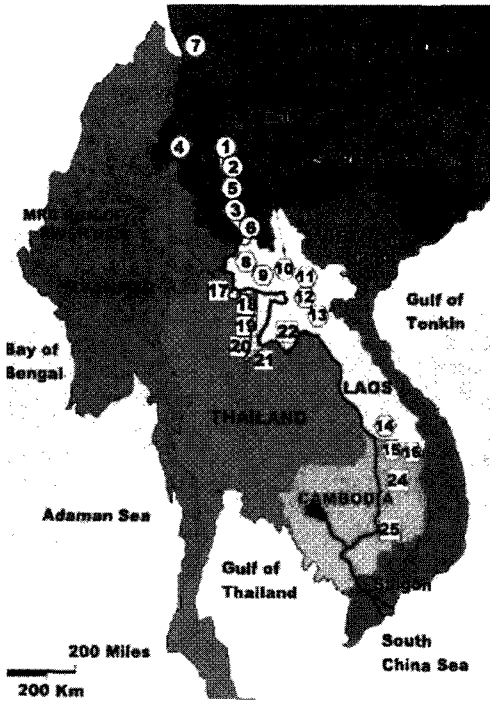 7
4
1
2
5
3
6
8
9
10
11
12
13
17
18
19
20
21
22
Gulf of
Tonkin
Bay of
Bengal
LAOS
THAILAND
14
15
16
24
CAMBODIA
25
Adaman Sea
Gulf of
Thailand
Saigon
South
China Sea
200 Miles
200 Km